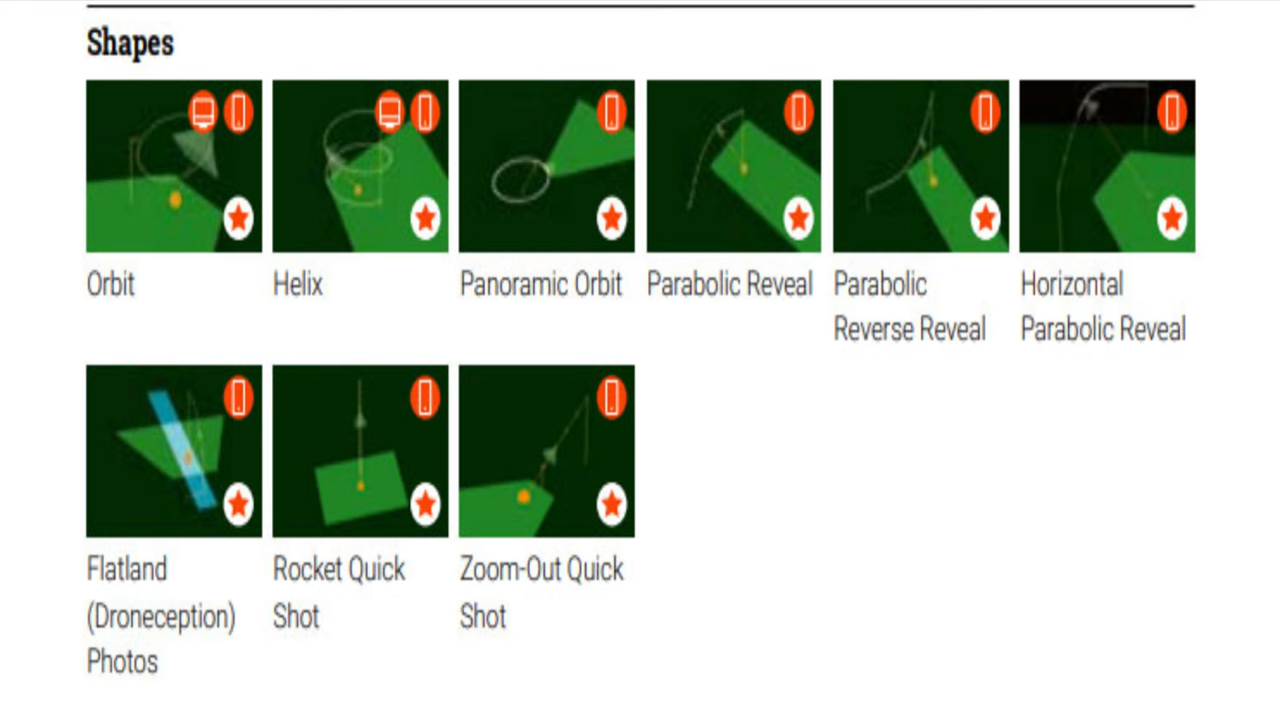 Shapes
Orbit
Helix
Panoramic Orbit
Parabolic Reveal
Parabolic
Reverse Reveal
Horizontal
Parabolic Reveal
Flatland
(Droneception)
Photos
Rocket Quick
Shot
Zoom-Out Quick
Shot